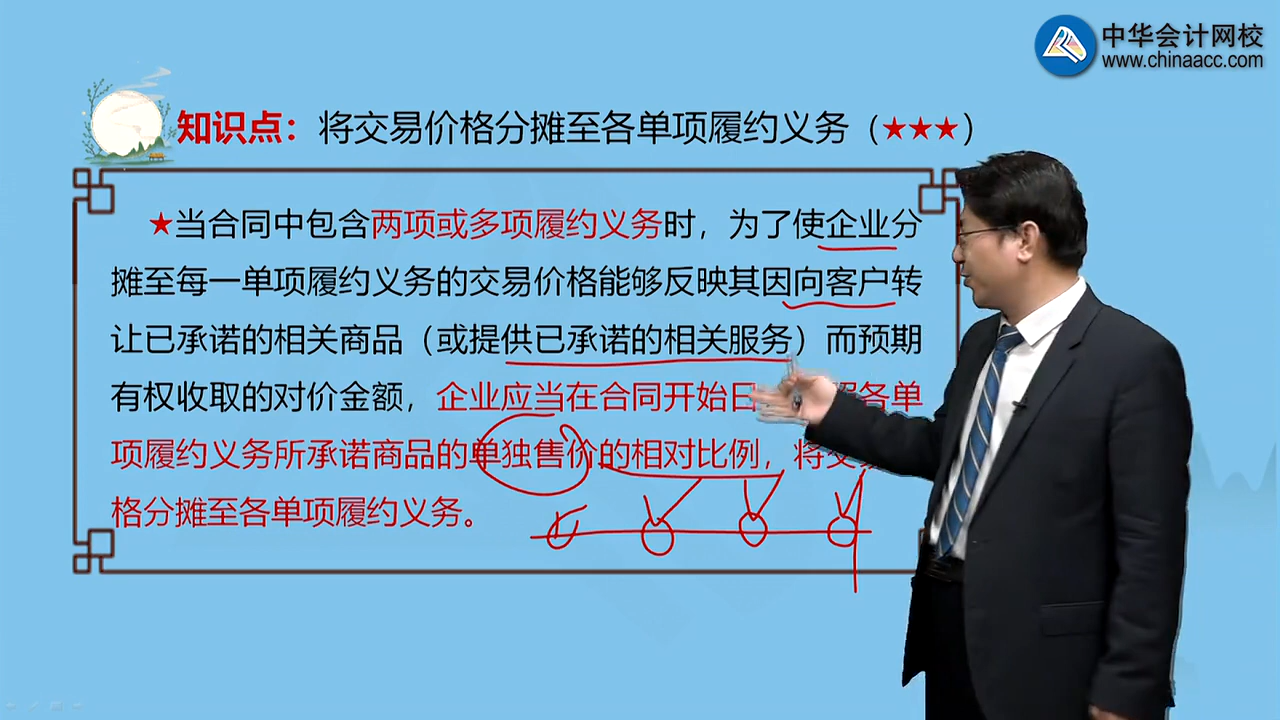 中华会计网校
www.chinaacc.com
知识点：将交易价格分摊至各单项履约义务（★★★）
★当合同中包含两项或多项履约义务时，为了使企业分
摊至每一单项履约义务的交易价格能够反映其因向客户转
让已承诺的相关商品（或提供已承诺的相关服务）而预期
有权收取的对价金额，企业应当在合同开始日 各单
项履约义务所承诺商品的单独售价的相对比例，将交易
格分摊至各单项履约义务。